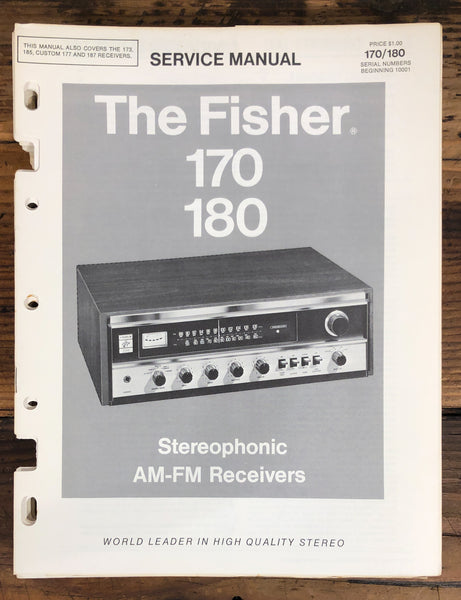 THIS MANUAL ALSO COVERS THE 173,
185, CUSTOM 177 AND 187 RECEIVERS.
SERVICE MANUAL
PRICE $1.00
170/180
SERIAL NUMBERS
BEGINNING 10001
The Fisher®
170
180
Stereophonic
AM-FM Receivers
WORLD LEADER IN HIGH QUALITY STEREO